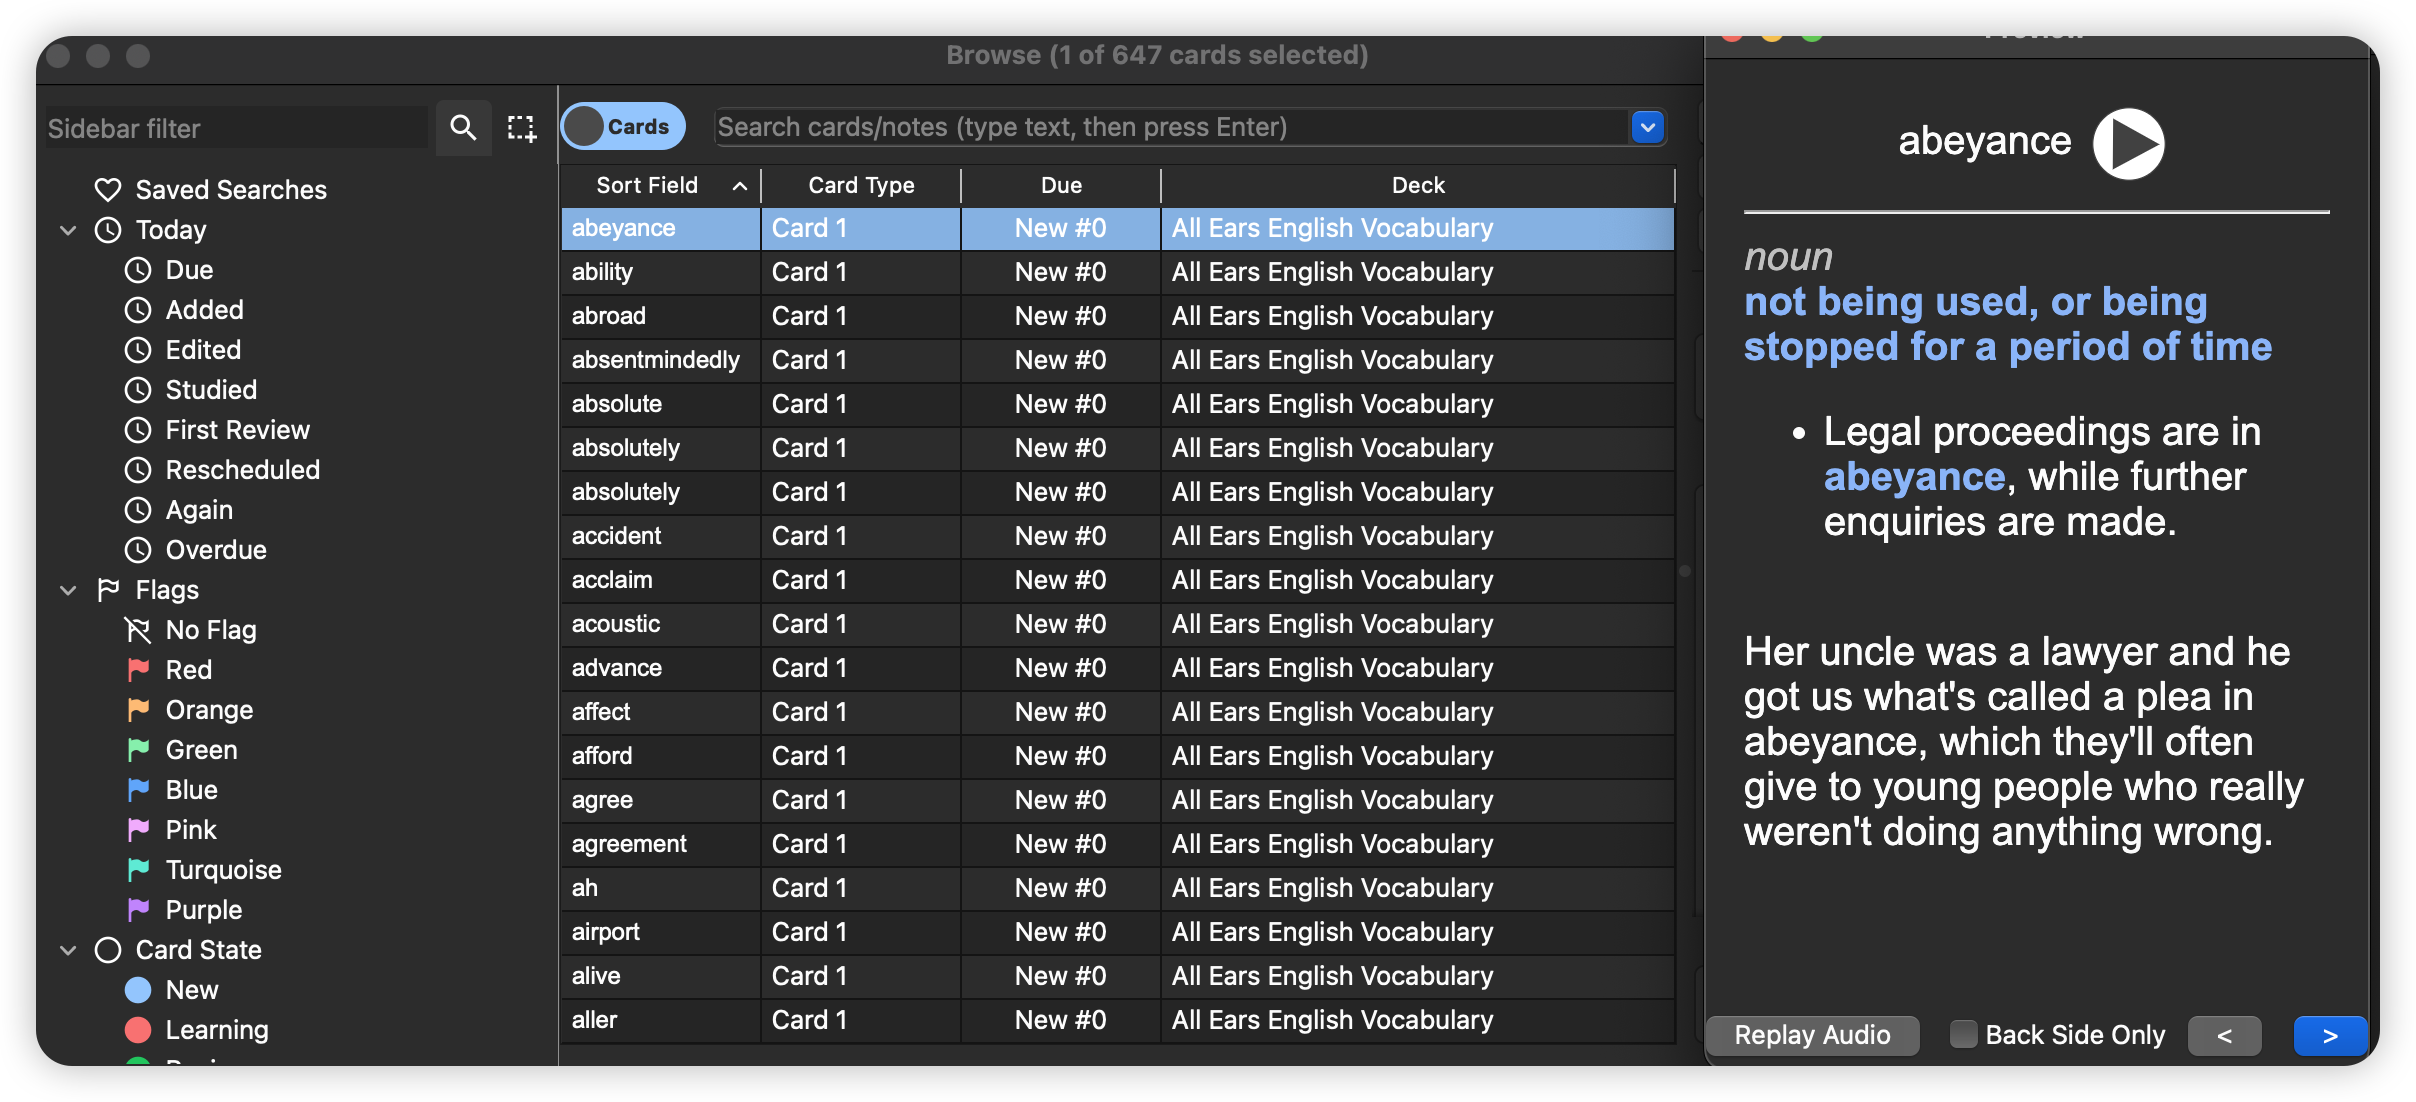 Browse (1 of 647 cards selected)
Sidebar filter
Cards
Search cards/notes (type text, then press Enter)
Saved Searches
Today
Due
Added
Edited
Studied
First Review
Rescheduled
Again
Overdue
Flags
No Flag
Red
Orange
Green
Blue
Pink
Turquoise
Purple
Card State
New
Learning
Sort Field Card Type Due Deck
abeyance Card 1 New #0 All Ears English Vocabulary
ability Card 1 New #0 All Ears English Vocabulary
abroad Card 1 New #0 All Ears English Vocabulary
absentmindedly Card 1 New #0 All Ears English Vocabulary
absolute Card 1 New #0 All Ears English Vocabulary
absolutely Card 1 New #0 All Ears English Vocabulary
absolutely Card 1 New #0 All Ears English Vocabulary
accident Card 1 New #0 All Ears English Vocabulary
acclaim Card 1 New #0 All Ears English Vocabulary
acoustic Card 1 New #0 All Ears English Vocabulary
advance Card 1 New #0 All Ears English Vocabulary
affect Card 1 New #0 All Ears English Vocabulary
afford Card 1 New #0 All Ears English Vocabulary
agree Card 1 New #0 All Ears English Vocabulary
agreement Card 1 New #0 All Ears English Vocabulary
ah Card 1 New #0 All Ears English Vocabulary
airport Card 1 New #0 All Ears English Vocabulary
alive Card 1 New #0 All Ears English Vocabulary
aller Card 1 New #0 All Ears English Vocabulary
abeyance
noun
not being used, or being
stopped for a period of time
• Legal proceedings are in
abeyance, while further
enquiries are made.
Her uncle was a lawyer and he
got us what's called a plea in
abeyance, which they'll often
give to young people who really
weren't doing anything wrong.
Replay Audio
Back Side Only
<
>